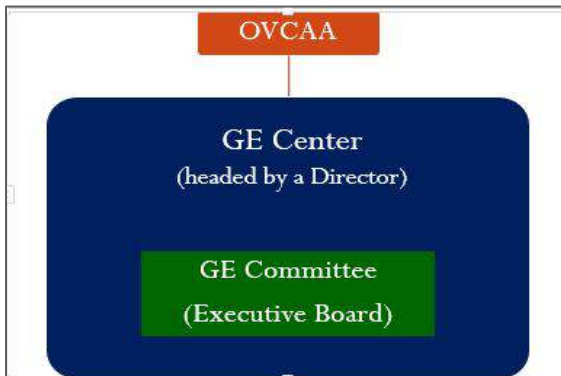 OVCAA
GE Center
(headed by a Director)
GE Committee
(Executive Board)